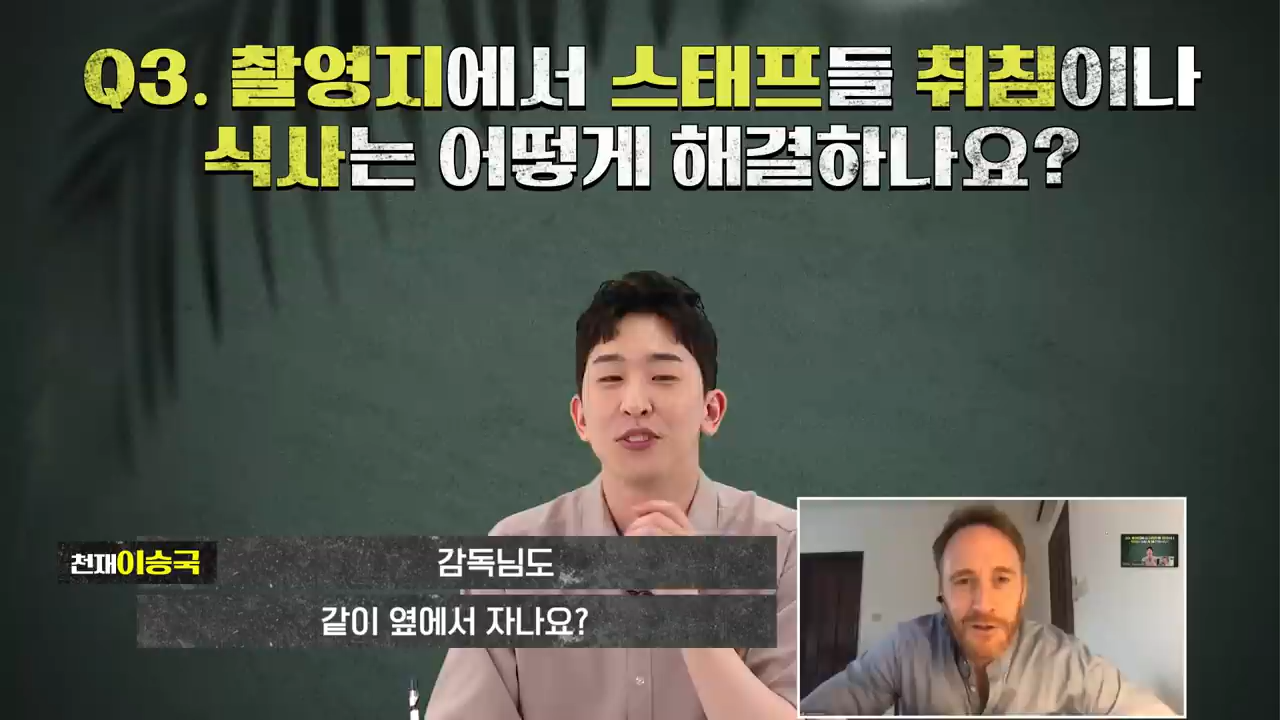 Q3. 촬영지에서 스태프들 취침이나
식사는 어떻게 해결하나요?
천재이승국
감독님도
같이 옆에서 자나요?